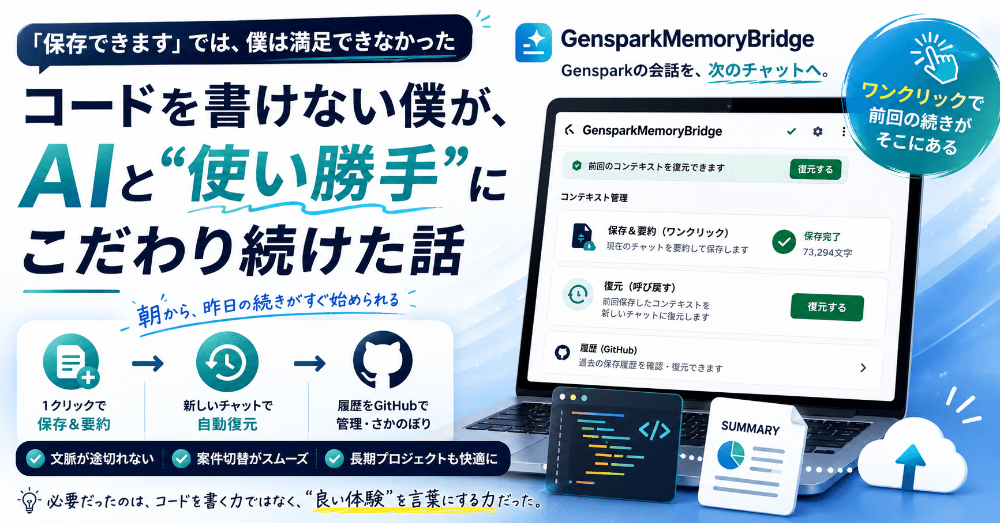 「保存できます」では、僕は満足できなかった
コードを書けない僕が、
AIと“使い勝手”に
こだわり続けた話
朝から、昨日の続きがすぐ始められる
1クリックで
保存＆要約
新しいチャットで
自動復元
履歴をGitHubで
管理・さかのぼり
文脈が途切れない
案件切替がスムーズ
長期プロジェクトも快適に
必要だったのは、コードを書く力ではなく、“良い体験”を言葉にする力だった。
GensparkMemoryBridge
Gensparkの会話を、次のチャットへ。
ワンクリックで
前回の続きが
そこにある
GensparkMemoryBridge
前回のコンテキストを復元できます
復元する
コンテキスト管理
保存＆要約（ワンクリック）
現在のチャットを要約して保存します
保存完了
73,294文字
復元（呼び戻す）
前回保存したコンテキストを
新しいチャットに復元します
復元する
履歴（GitHub）
過去の保存履歴を確認・復元できます
</>
SUMMARY